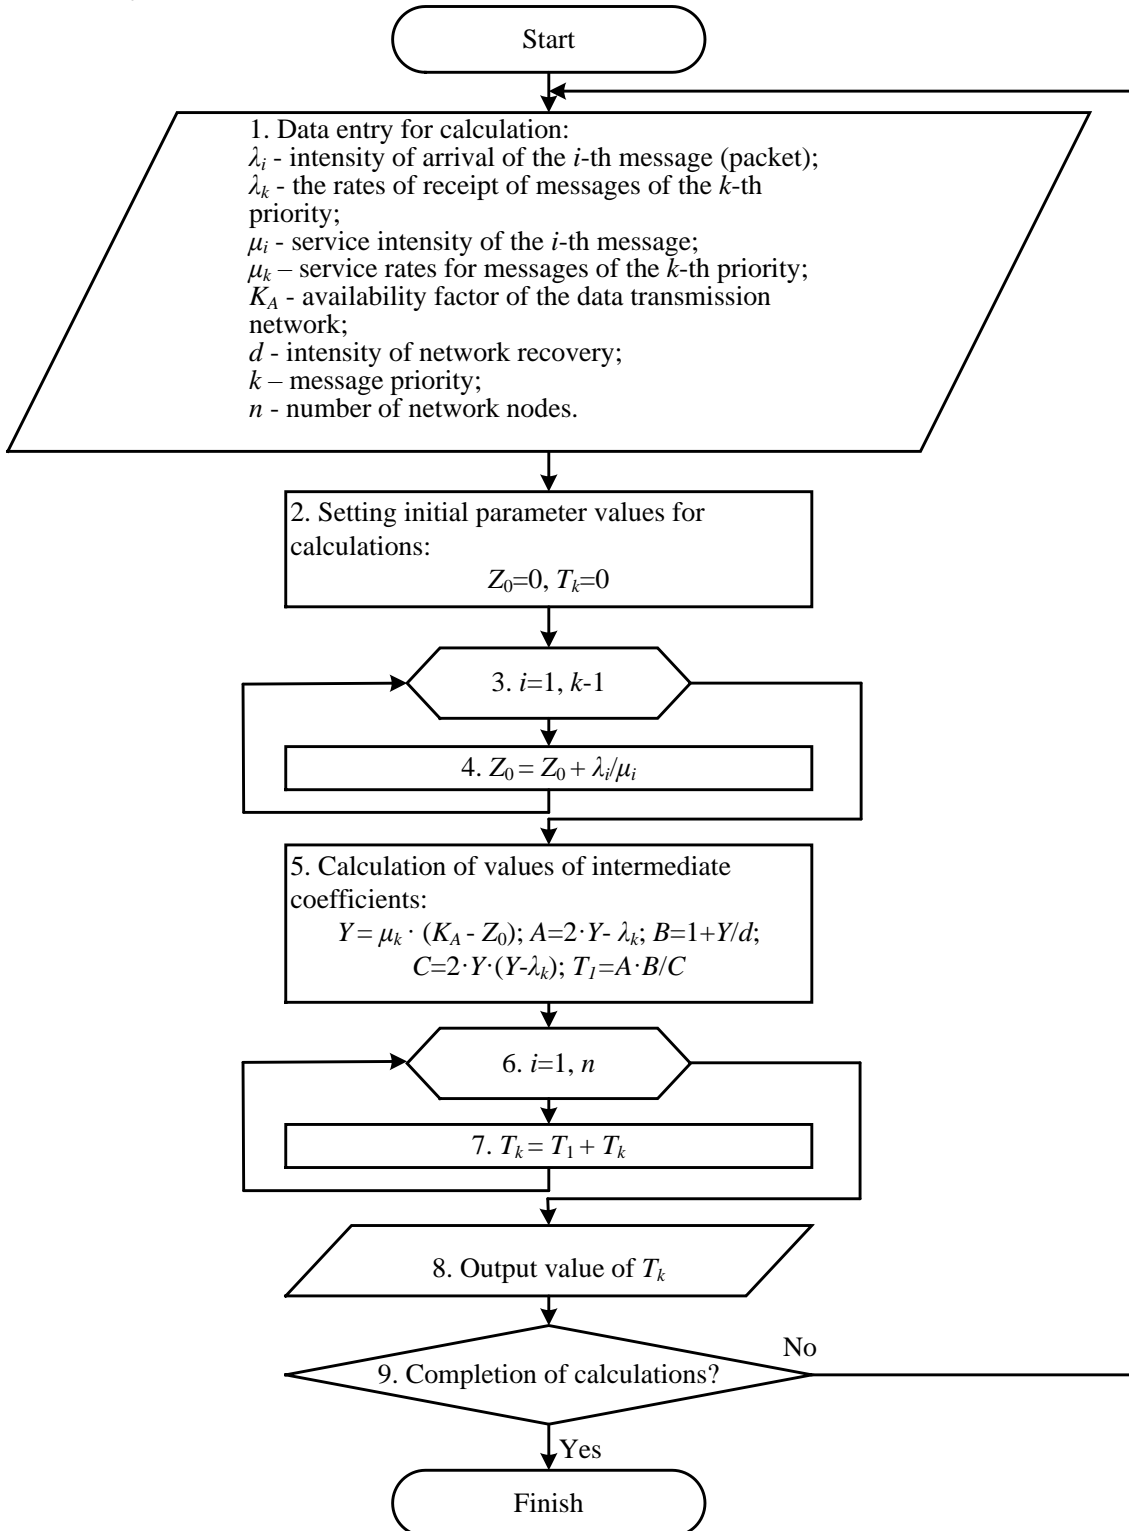 Start
1. Data entry for calculation:
λi - intensity of arrival of the i-th message (packet);
λk - the rates of receipt of messages of the k-th
priority;
μi - service intensity of the i-th message;
μk – service rates for messages of the k-th priority;
KA - availability factor of the data transmission
network;
d - intensity of network recovery;
k – message priority;
n - number of network nodes.
2. Setting initial parameter values for
calculations:
Z0=0, Tk=0
3. i=1, k-1
4. Z0 = Z0 + λi/μi
5. Calculation of values of intermediate
coefficients:
Y = μk · (KA - Z0); A=2·Y- λk; B=1+Y/d;
C=2·Y·(Y-λk); T1=A·B/C
6. i=1, n
7. Tk = T1 + Tk
8. Output value of Tk
9. Completion of calculations?
No
Yes
Finish